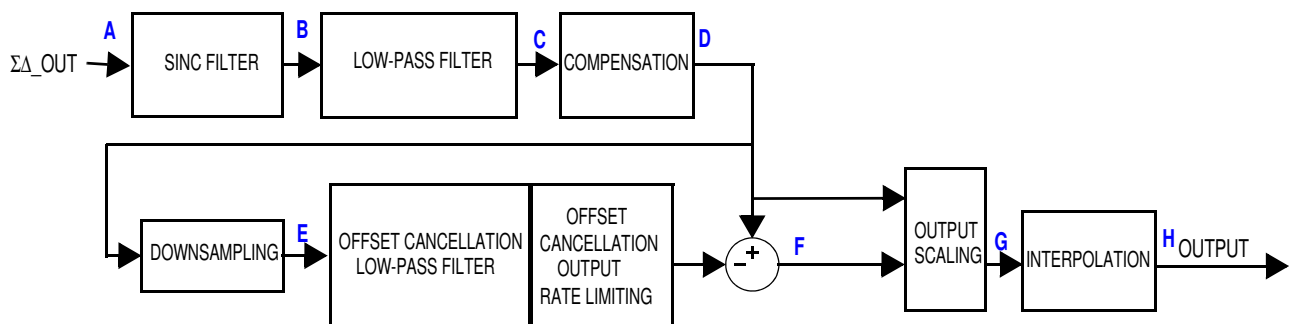 A
B
C
D
ΣΔ_OUT
SINC FILTER
LOW-PASS FILTER
COMPENSATION
DOWNSAMPLING
E
OFFSET CANCELLATION
LOW-PASS FILTER
OFFSET
CANCELLATION
OUTPUT
RATE LIMITING
+
−
F
OUTPUT
SCALING
G
INTERPOLATION
H
OUTPUT